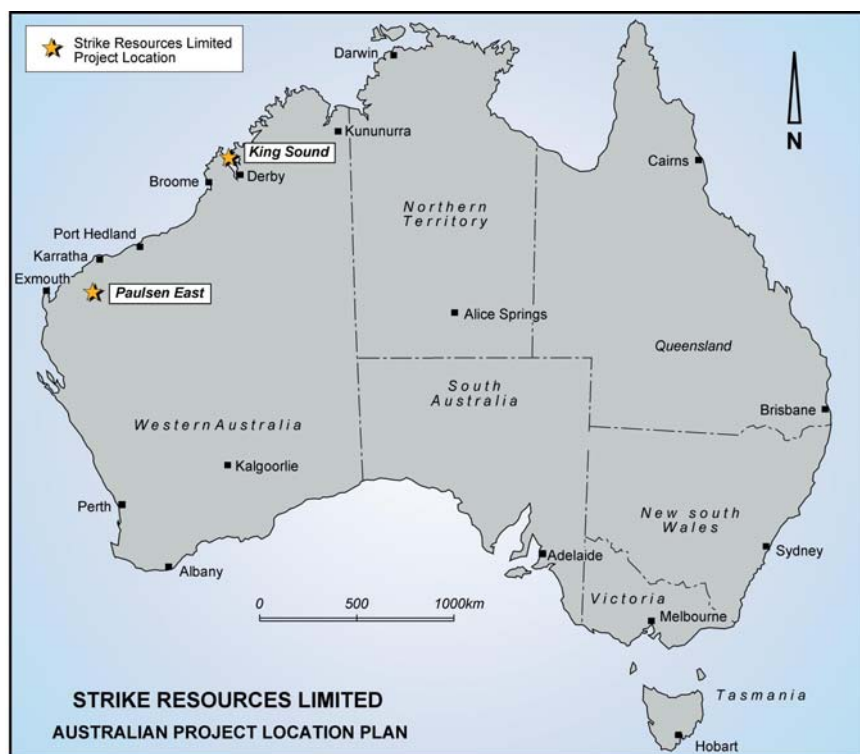 Strike Resources Limited
Project Location
Darwin
N
Kununurra
King Sound
Derby
Broome
Cairns
Northern
Territory
Port Hedland
Karratha
Exmouth
Paulsen East
Alice Springs
Queensland
South
Australia
Brisbane
Western Australia
Kalgoorlie
Perth
New south
Wales
Sydney
Adelaide
Albany
Victoria
Melbourne
0 500 1000km
Tasmania
Hobart
STRIKE RESOURCES LIMITED
AUSTRALIAN PROJECT LOCATION PLAN